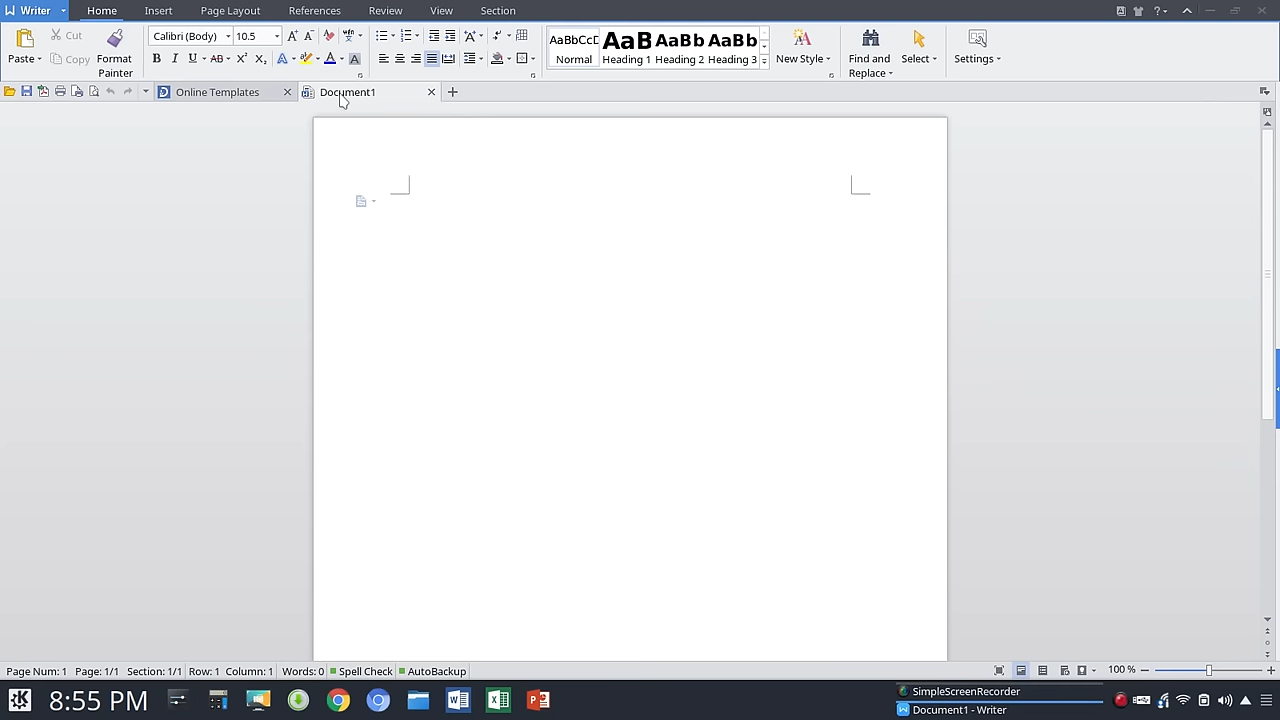 Writer Home Insert Page Layout References Review View Section
Cut Calibri (Body) 10.5 AaBbCcD AaB AaBb AaBb
Paste Copy Format Painter B I U AB X² X₂ A A A Normal Heading 1 Heading 2 Heading 3 New Style Find and Replace Select Settings
Online Templates Document1
Page Num: 1 Page: 1/1 Section: 1/1 Row: 1 Column: 1 Words: 0 Spell Check AutoBackup 100 %
8:55 PM SimpleScreenRecorder
Document1 - Writer